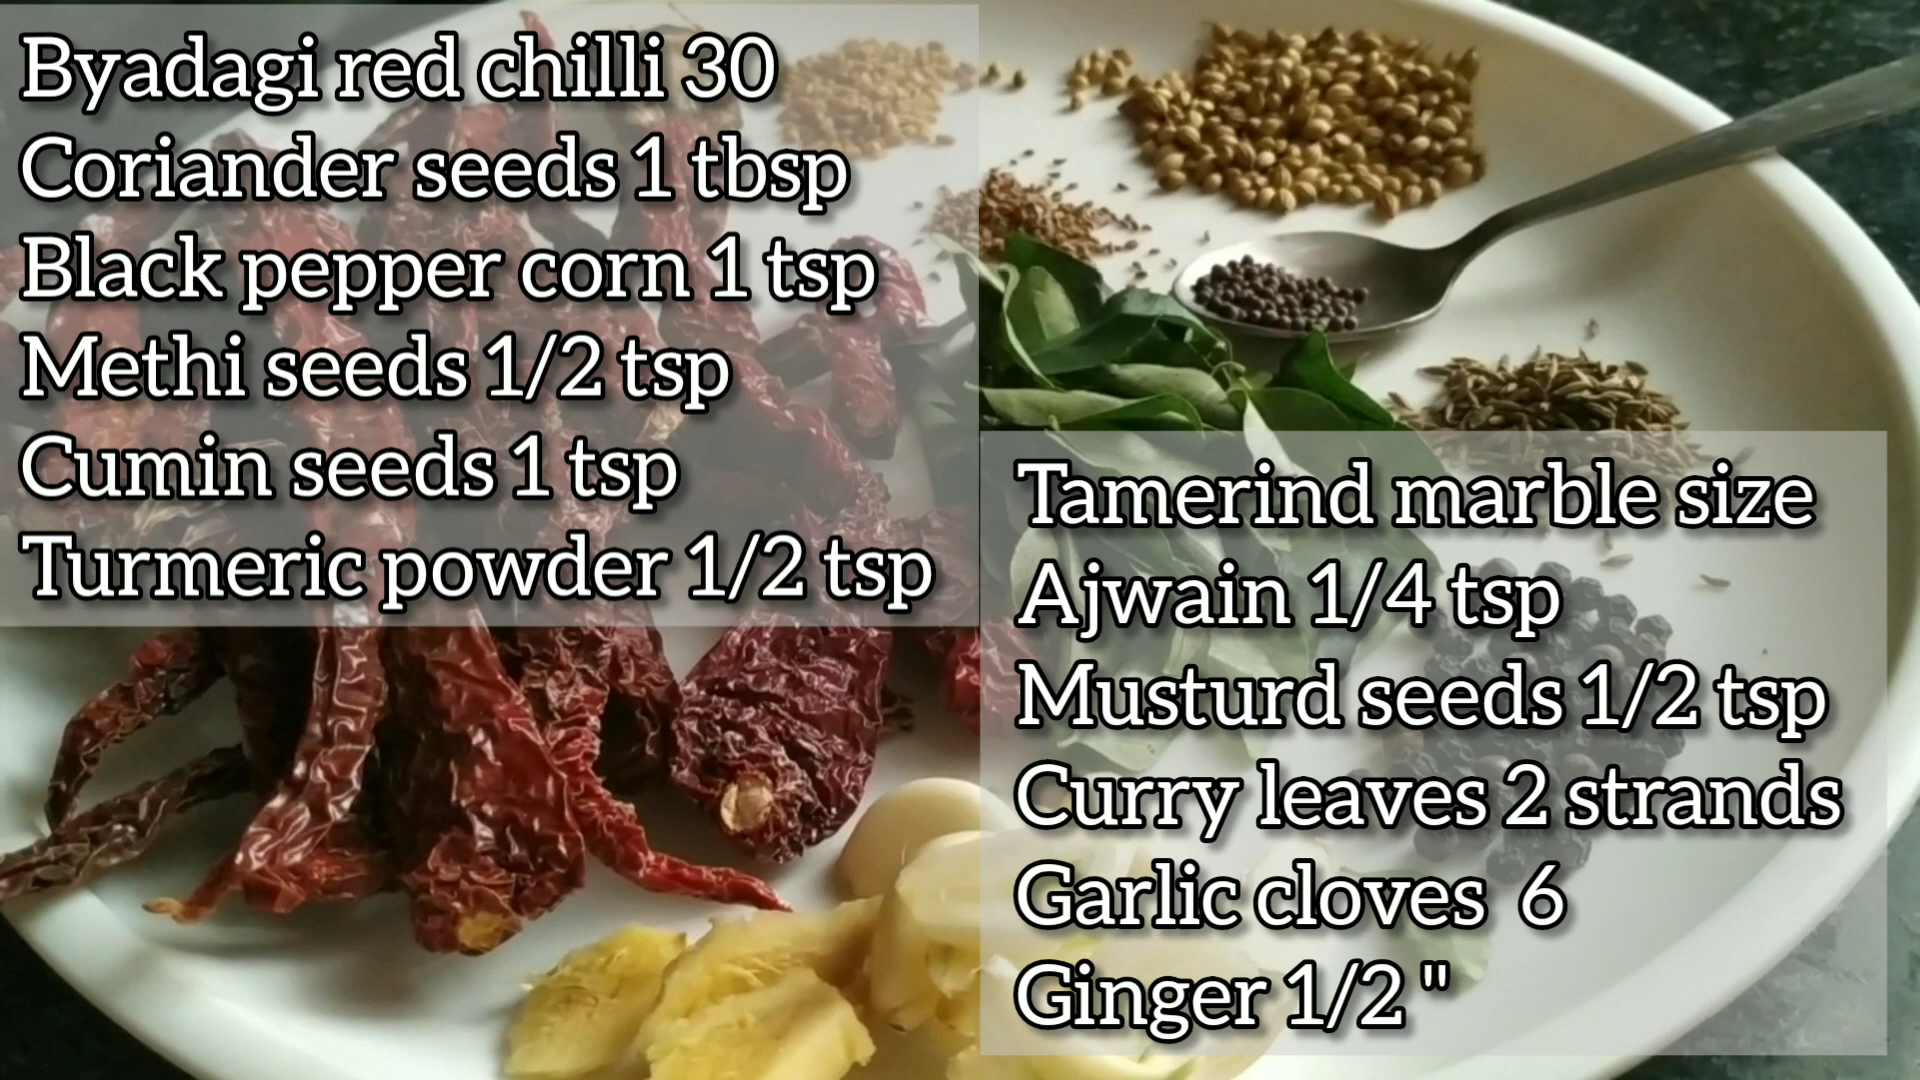 Byadagi red chilli 30
Coriander seeds 1 tbsp
Black pepper corn 1 tsp
Methi seeds 1/2 tsp
Cumin seeds 1 tsp
Turmeric powder 1/2 tsp
Tamerind marble size
Ajwain 1/4 tsp
Musturd seeds 1/2 tsp
Curry leaves 2 strands
Garlic cloves 6
Ginger 1/2 "